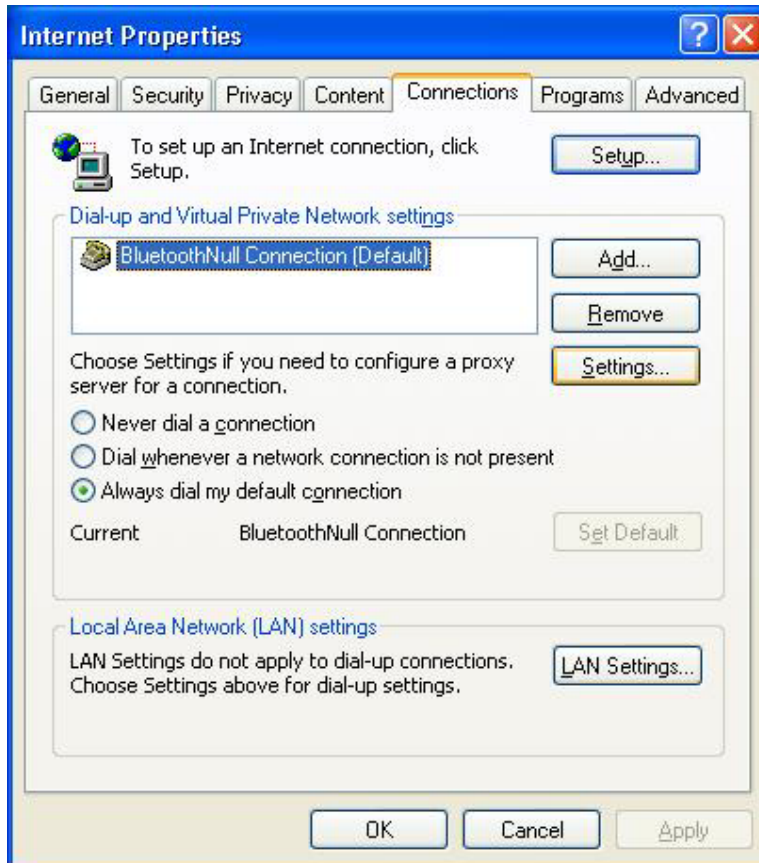 Internet Properties
General Security Privacy Content Connections Programs Advanced
To set up an Internet connection, click
Setup.
Setup...
Dial-up and Virtual Private Network settings
BluetoothNull Connection (Default)
Add...
Remove
Choose Settings if you need to configure a proxy
server for a connection.
Settings...
Never dial a connection
Dial whenever a network connection is not present
Always dial my default connection
Current BluetoothNull Connection Set Default
Local Area Network (LAN) settings
LAN Settings do not apply to dial-up connections.
Choose Settings above for dial-up settings.
LAN Settings...
OK Cancel Apply